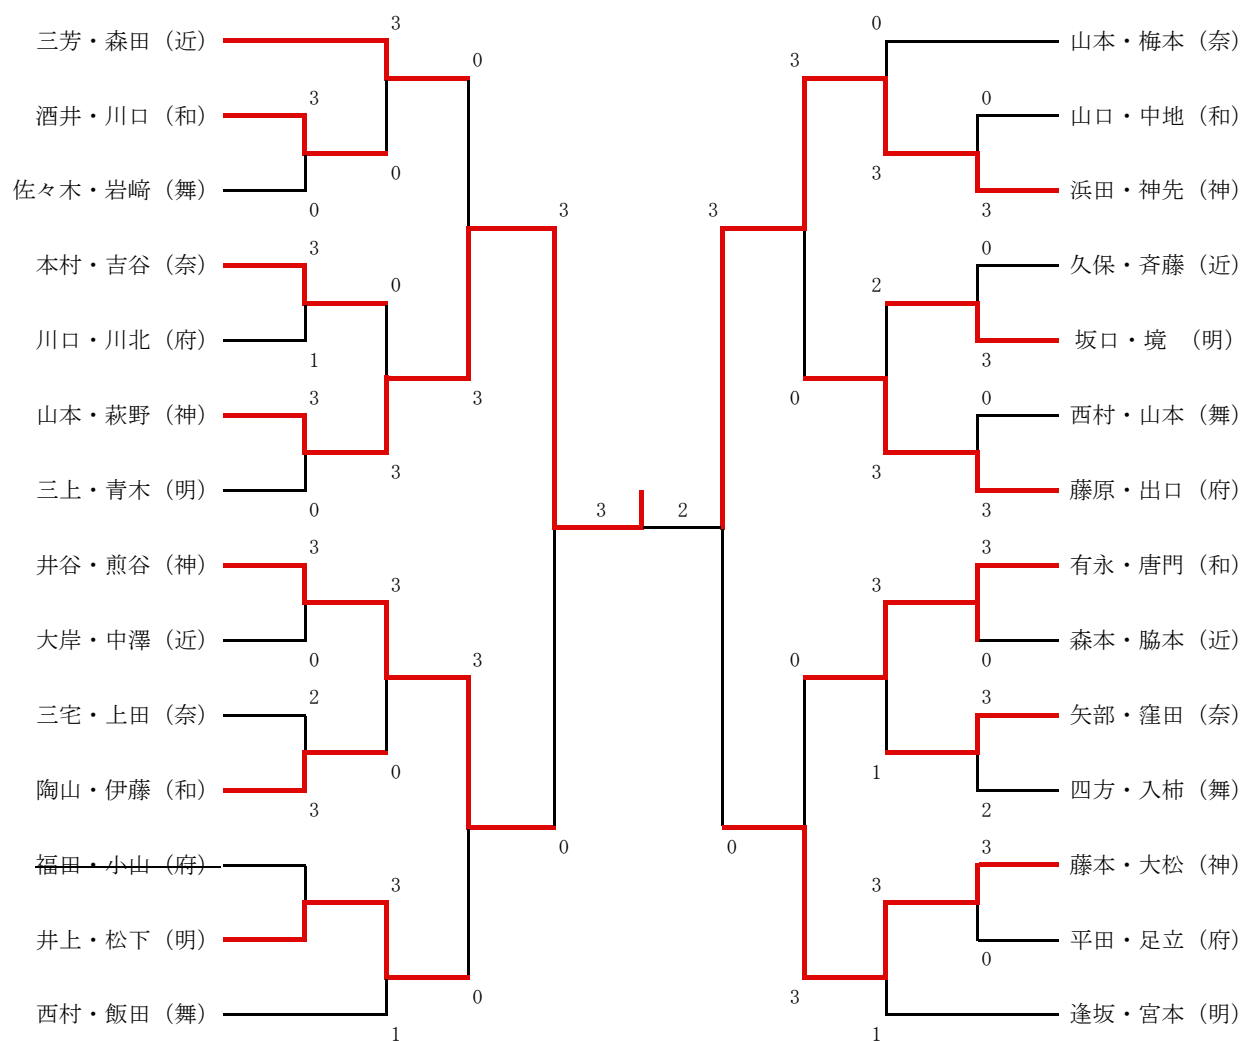 三芳・森田（近）
酒井・川口（和）
佐々木・岩﨑（舞）
本村・吉谷（奈）
川口・川北（府）
山本・萩野（神）
三上・青木（明）
井谷・煎谷（神）
大岸・中澤（近）
三宅・上田（奈）
陶山・伊藤（和）
福田・小山（府）
井上・松下（明）
西村・飯田（舞）
3
3
0
0
3
1
3
0
3
0
2
3
0
3
3
0
3
1
0
3
3
0
3
0
3 2
3
0
3
0
0
3
0
3
2
3
3
1
3
1
0
3
0
3
0
3
3
0
3
2
3
0
山本・梅本（奈）
山口・中地（和）
浜田・神先（神）
久保・斉藤（近）
坂口・境　（明）
西村・山本（舞）
藤原・出口（府）
有永・唐門（和）
森本・脇本（近）
矢部・窪田（奈）
四方・入柿（舞）
藤本・大松（神）
平田・足立（府）
逢坂・宮本（明）